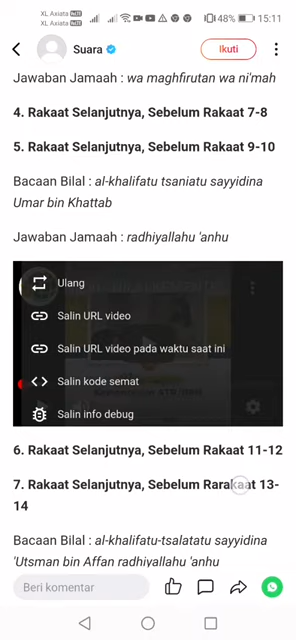 XL Axiata
XL Axiata
48%
15:11
Suara
Ikuti
Jawaban Jamaah : wa maghfirutan wa ni'mah
4. Rakaat Selanjutnya, Sebelum Rakaat 7-8
5. Rakaat Selanjutnya, Sebelum Rakaat 9-10
Bacaan Bilal : al-khalifatu tsaniatu sayyidina
Umar bin Khattab
Jawaban Jamaah : radhiyallahu 'anhu
Ulang
Salin URL video
Salin URL video pada waktu saat ini
Salin kode semat
Salin info debug
6. Rakaat Selanjutnya, Sebelum Rakaat 11-12
7. Rakaat Selanjutnya, Sebelum Rarakaat 13-
14
Bacaan Bilal : al-khalifatu-tsalatatu sayyidina
'Utsman bin Affan radhiyallahu 'anhu
Beri komentar